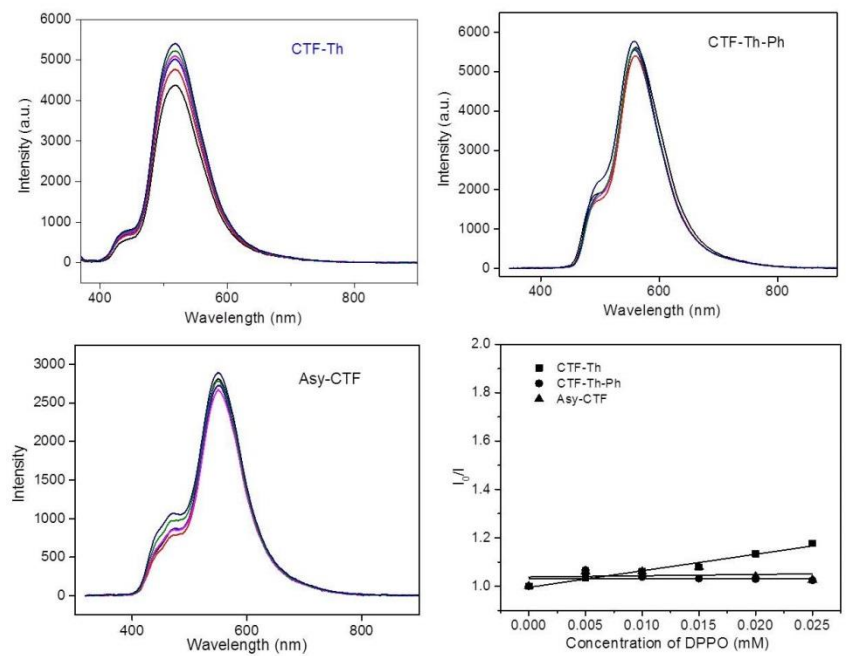 6000
5000
4000
3000
2000
1000
0
Intensity (a.u.)
CTF-Th
400 600 800
Wavelength (nm)
6000
5000
4000
3000
2000
1000
0
Intensity (a.u.)
CTF-Th-Ph
400 600 800
Wavelength (nm)
3000
2500
2000
1500
1000
500
0
Intensity
Asy-CTF
400 600 800
Wavelength (nm)
2.0
1.8
1.6
1.4
1.2
1.0
I₀/I
CTF-Th
CTF-Th-Ph
Asy-CTF
0.000 0.005 0.010 0.015 0.020 0.025
Concentration of DPPO (mM)